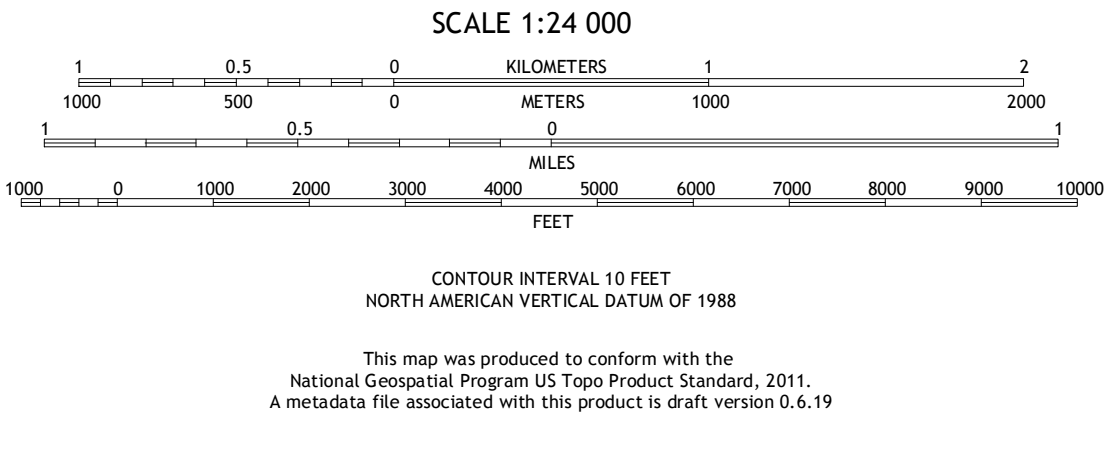 SCALE 1:24 000
1 0.5 0 KILOMETERS 1 2
1000 500 0 METERS 1000 2000
1 0.5 0 1
MILES
1000 0 1000 2000 3000 4000 5000 6000 7000 8000 9000 10000
FEET
CONTOUR INTERVAL 10 FEET
NORTH AMERICAN VERTICAL DATUM OF 1988
This map was produced to conform with the
National Geospatial Program US Topo Product Standard, 2011.
A metadata file associated with this product is draft version 0.6.19